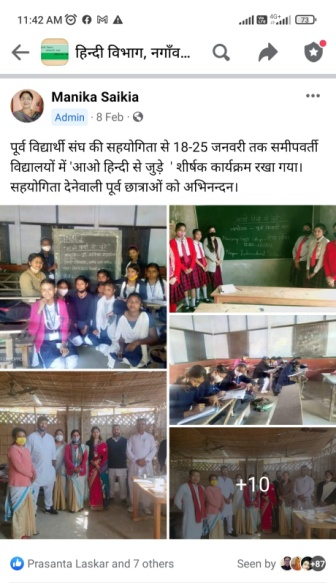 11:42 AM
4G+
73
हिन्दी विभाग, नगाँव...
Manika Saikia
Admin · 8 Feb ·
पूर्व विद्यार्थी संघ की सहयोगिता से 18-25 जनवरी तक समीपवर्ती
विद्यालयों में 'आओ हिन्दी से जुड़े ' शीर्षक कार्यक्रम रखा गया।
सहयोगिता देनेवाली पूर्व छात्राओं को अभिनन्दन।
+10
Prasanta Laskar and 7 others
Seen by
+87